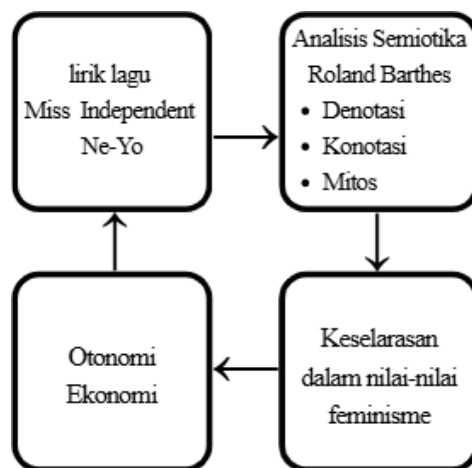 lirik lagu
Miss Independent
Ne-Yo
Analisis Semiotika
Roland Barthes
• Denotasi
• Konotasi
• Mitos
Keselarasan
dalam nilai-nilai
feminisme
Otonomi
Ekonomi